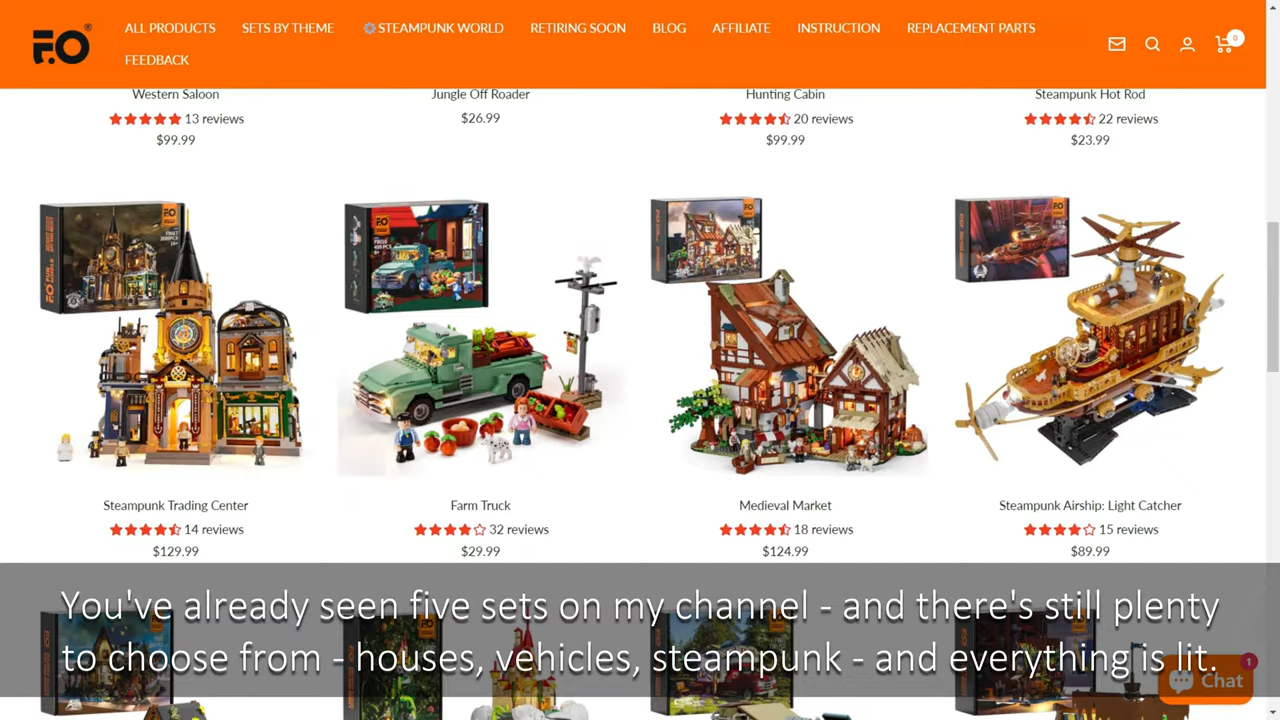 F.O
ALL PRODUCTS
SETS BY THEME
STEAMPUNK WORLD
RETIRING SOON
BLOG
AFFILIATE
INSTRUCTION
REPLACEMENT PARTS
FEEDBACK
0
Western Saloon
13 reviews
$99.99
Jungle Off Roader
$26.99
Hunting Cabin
20 reviews
$99.99
Steampunk Hot Rod
22 reviews
$23.99
Steampunk Trading Center
14 reviews
$129.99
Farm Truck
32 reviews
$29.99
Medieval Market
18 reviews
$124.99
Steampunk Airship: Light Catcher
15 reviews
$89.99
You've already seen five sets on my channel - and there's still plenty
to choose from - houses, vehicles, steampunk - and everything is lit.
1
Chat